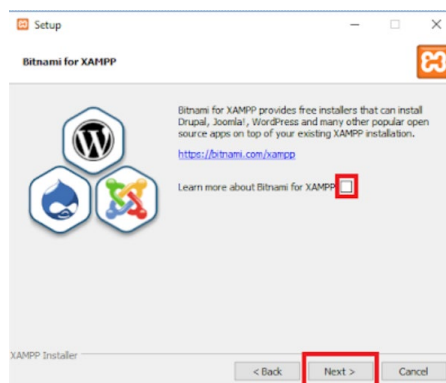 Setup
Bitnami for XAMPP
Bitnami for XAMPP provides free installers that can install
Drupal, Joomla!, WordPress and many other popular open
source apps on top of your existing XAMPP installation.
https://bitnami.com/xampp
Learn more about Bitnami for XAMPP
XAMPP Installer
< Back
Next >
Cancel